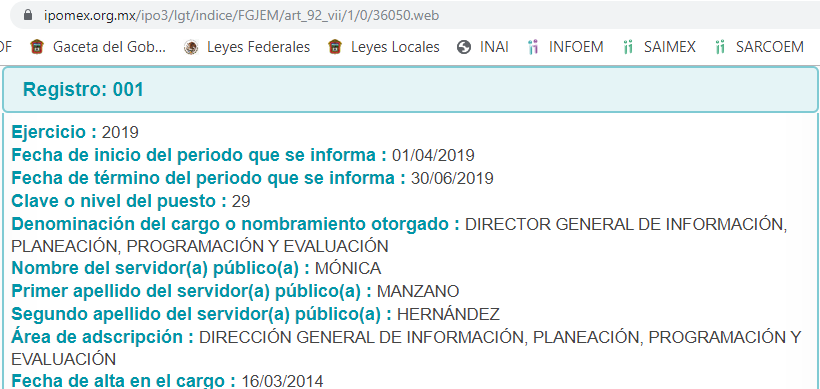 ipomex.org.mx/ipo3/lgt/indice/FGJEM/art_92_vii/1/0/36050.web
DF Gaceta del Gob... Leyes Federales Leyes Locales INAI INFOEM SAIMEX SARCOEM
Registro: 001
Ejercicio : 2019
Fecha de inicio del periodo que se informa : 01/04/2019
Fecha de término del periodo que se informa : 30/06/2019
Clave o nivel del puesto : 29
Denominación del cargo o nombramiento otorgado : DIRECTOR GENERAL DE INFORMACIÓN,
PLANEACIÓN, PROGRAMACIÓN Y EVALUACIÓN
Nombre del servidor(a) público(a) : MÓNICA
Primer apellido del servidor(a) público(a) : MANZANO
Segundo apellido del servidor(a) público(a) : HERNÁNDEZ
Área de adscripción : DIRECCIÓN GENERAL DE INFORMACIÓN, PLANEACIÓN, PROGRAMACIÓN Y
EVALUACIÓN
Fecha de alta en el cargo : 16/03/2014